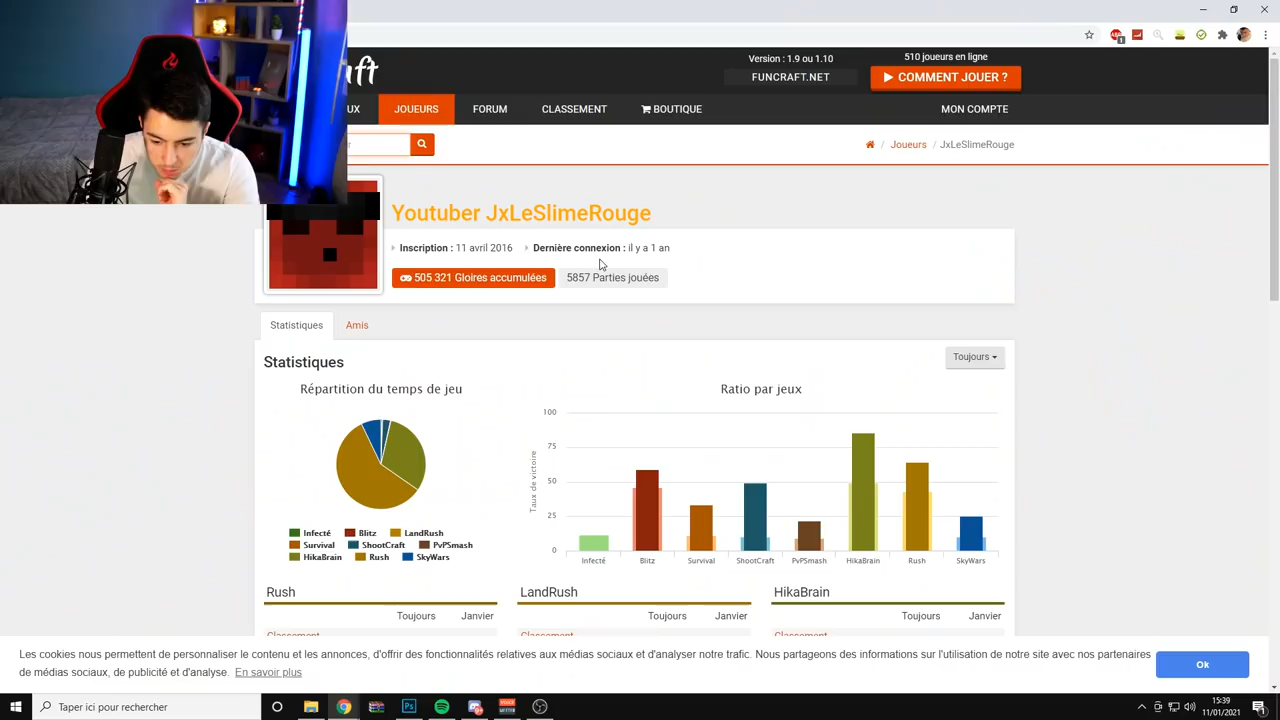 Version : 1.9 ou 1.10
510 joueurs en ligne
FUNCRAFT.NET
COMMENT JOUER ?
UX
JOUEURS
FORUM
CLASSEMENT
BOUTIQUE
MON COMPTE
Joueurs / JxLeSlimeRouge
Youtuber JxLeSlimeRouge
Inscription : 11 avril 2016
Dernière connexion : il y a 1 an
505 321 Gloires accumulées
5857 Parties jouées
Statistiques
Amis
Statistiques
Toujours
Répartition du temps de jeu
Infecté Blitz LandRush
Survival ShootCraft PvPSmash
HikaBrain Rush SkyWars
Ratio par jeux
Taux de victoire
100
75
50
25
0
Infecté Blitz Survival ShootCraft PvPSmash HikaBrain Rush SkyWars
Rush
Toujours Janvier
Classement
LandRush
Toujours Janvier
Classement
HikaBrain
Toujours Janvier
Classement
Les cookies nous permettent de personnaliser le contenu et les annonces, d'offrir des fonctionnalités relatives aux médias sociaux et d'analyser notre trafic. Nous partageons des informations sur l'utilisation de notre site avec nos partenaires
de médias sociaux, de publicité et d'analyse. En savoir plus
Ok
Taper ici pour rechercher
15:39
11/01/2021